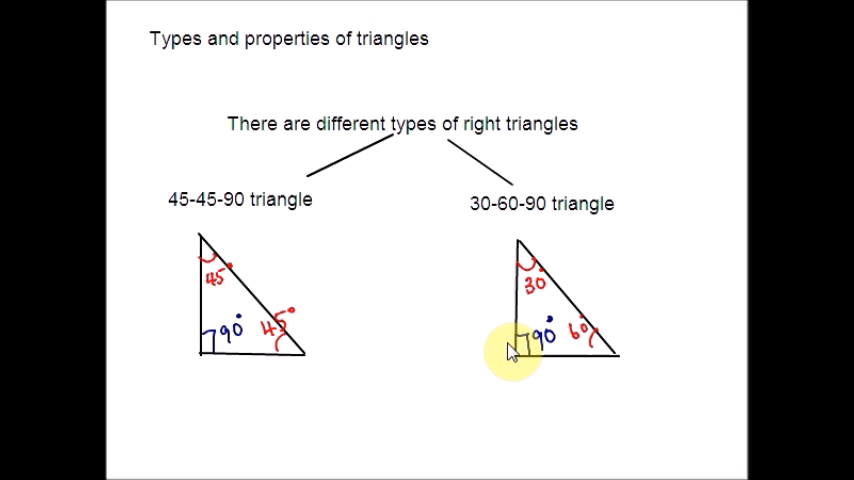 Types and properties of triangles
There are different types of right triangles
45-45-90 triangle
30-60-90 triangle
45°
90°
45°
30°
90°
60°